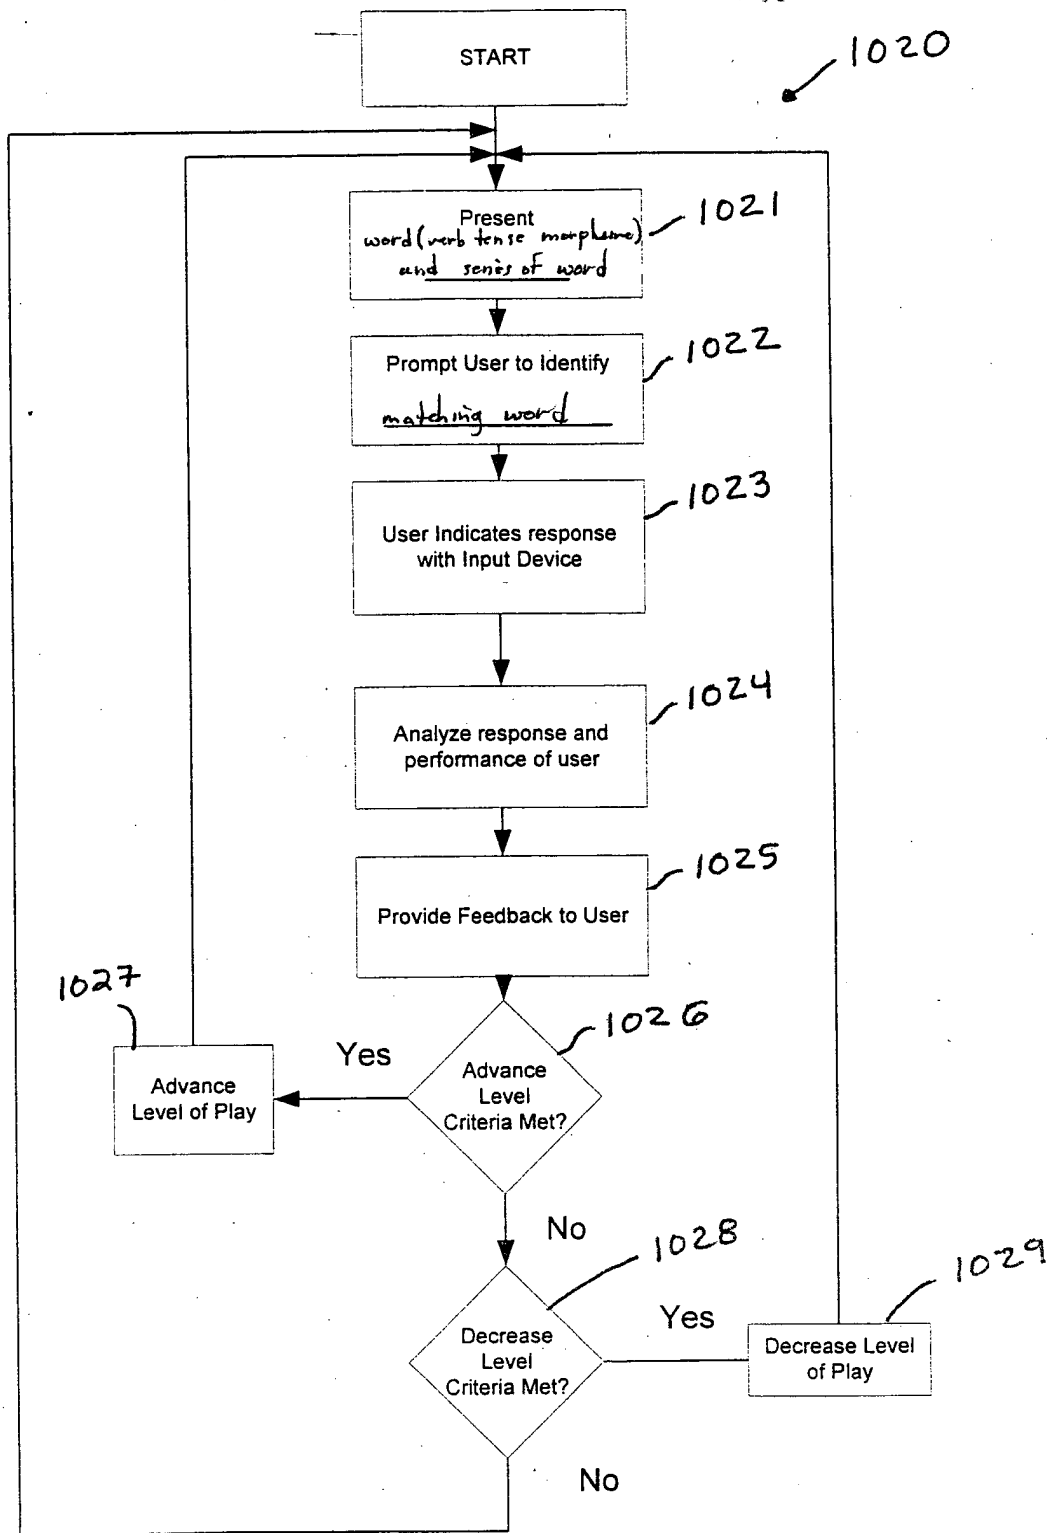 START
1020
Present
word (verb tense morpheme)
and series of word
1021
Prompt User to Identify
matching word
1022
User Indicates response
with Input Device
1023
Analyze response and
performance of user
1024
Provide Feedback to User
1025
1026
Advance
Level
Criteria Met?
Yes
1027
Advance
Level of Play
No
1028
Decrease
Level
Criteria Met?
Yes
1029
Decrease Level
of Play
No